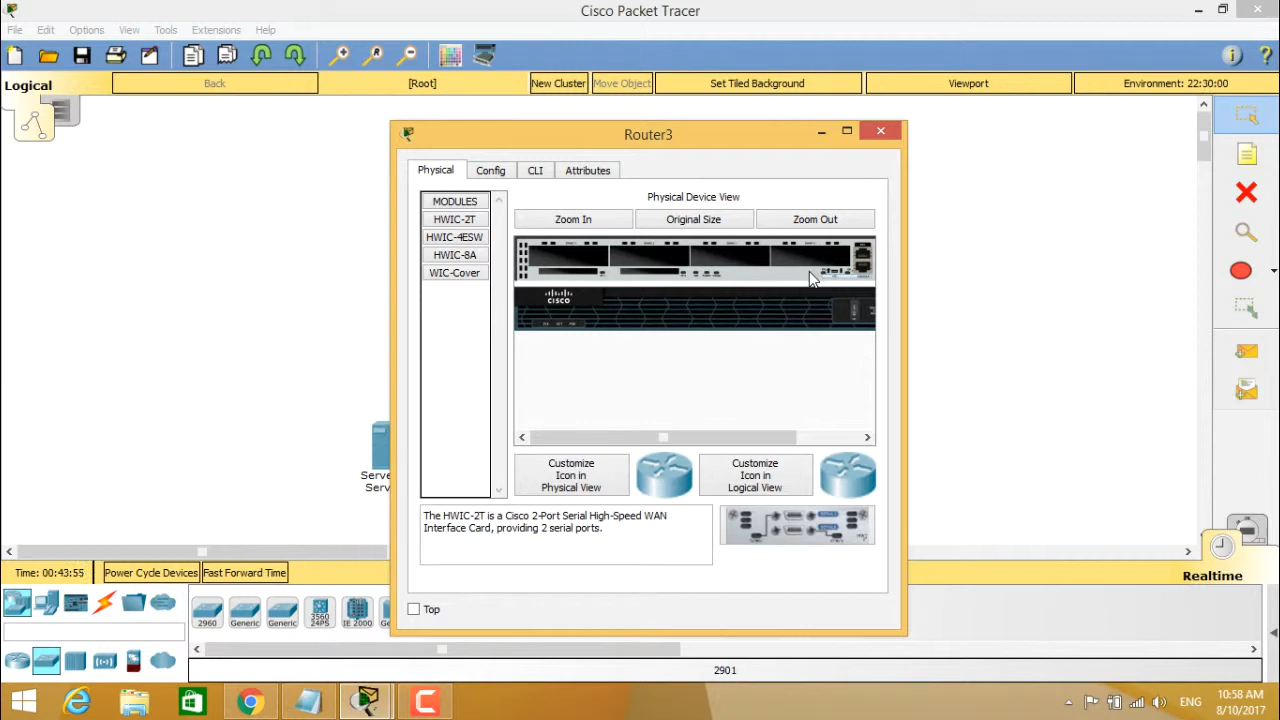 Cisco Packet Tracer
File Edit Options View Tools Extensions Help
Logical
Back
[Root]
New Cluster
Move Object
Set Tiled Background
Viewport
Environment: 22:30:00
Router3
Physical
Config
CLI
Attributes
MODULES
HWIC-2T
HWIC-4ESW
HWIC-8A
WIC-Cover
Physical Device View
Zoom In
Original Size
Zoom Out
CISCO
Customize
Icon in
Physical View
Customize
Icon in
Logical View
The HWIC-2T is a Cisco 2-Port Serial High-Speed WAN
Interface Card, providing 2 serial ports.
Top
Serve
Serv
Time: 00:43:55
Power Cycle Devices
Fast Forward Time
Realtime
2960
Generic
Generic
3560
24PS
IE 2000
Ge
2901
ENG
10:58 AM
8/10/2017